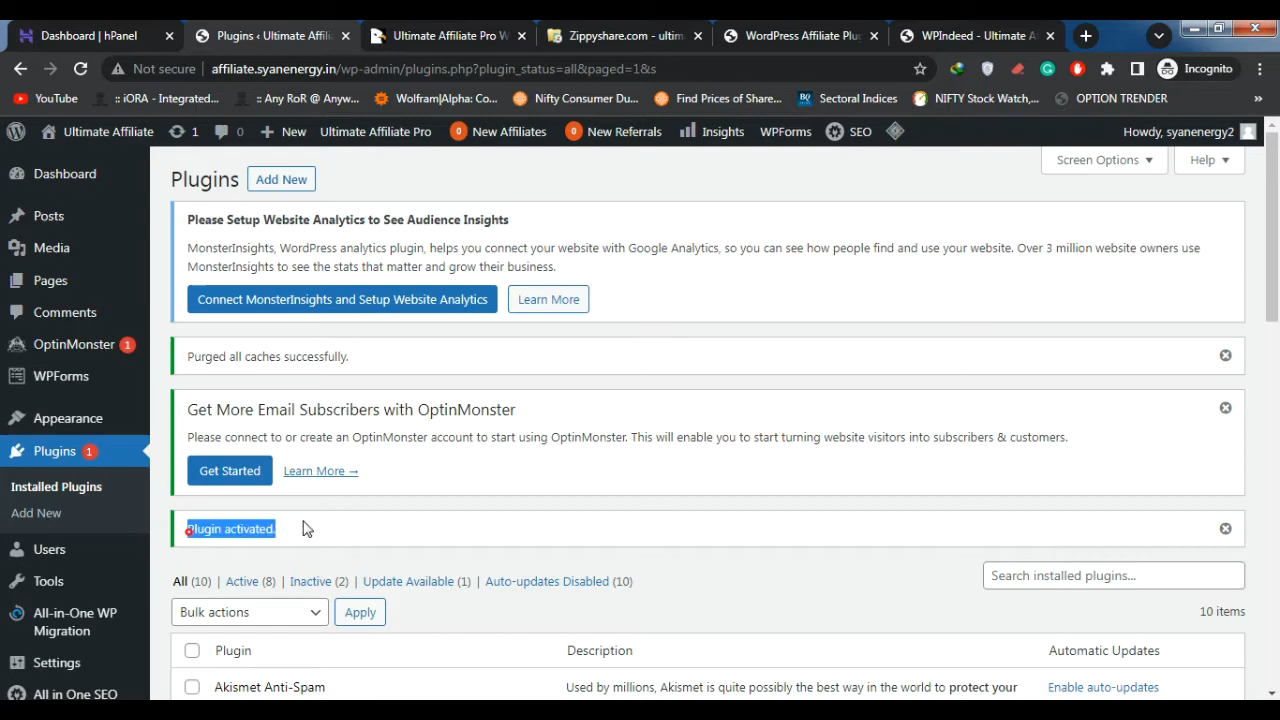 Dashboard | hPanel
Plugins ‹ Ultimate Affili
Ultimate Affiliate Pro W
Zippyshare.com - ultim
WordPress Affiliate Plu
WPIndeed - Ultimate A
Not secure
affiliate.syanenergy.in/wp-admin/plugins.php?plugin_status=all&paged=1&s
Incognito
YouTube
:: iORA - Integrated...
:: Any RoR @ Anyw...
Wolfram|Alpha: Co...
Nifty Consumer Du...
Find Prices of Share...
Sectoral Indices
NIFTY Stock Watch,...
OPTION TRENDER
»
Ultimate Affiliate
1
0
New
Ultimate Affiliate Pro
0 New Affiliates
0 New Referrals
Insights
WPForms
SEO
Howdy, syanenergy2
Dashboard
Posts
Media
Pages
Comments
OptinMonster 1
WPForms
Appearance
Plugins 1
Installed Plugins
Add New
Users
Tools
All-in-One WP
Migration
Settings
All in One SEO
Screen Options
Help
Plugins
Add New
Please Setup Website Analytics to See Audience Insights
MonsterInsights, WordPress analytics plugin, helps you connect your website with Google Analytics, so you can see how people find and use your website. Over 3 million website owners use
MonsterInsights to see the stats that matter and grow their business.
Connect MonsterInsights and Setup Website Analytics
Learn More
Purged all caches successfully.
Get More Email Subscribers with OptinMonster
Please connect to or create an OptinMonster account to start using OptinMonster. This will enable you to start turning website visitors into subscribers & customers.
Get Started
Learn More →
Plugin activated.
All (10) | Active (8) | Inactive (2) | Update Available (1) | Auto-updates Disabled (10)
Search installed plugins...
Bulk actions
Apply
10 items
Plugin
Description
Automatic Updates
Akismet Anti-Spam
Used by millions, Akismet is quite possibly the best way in the world to protect your
Enable auto-updates